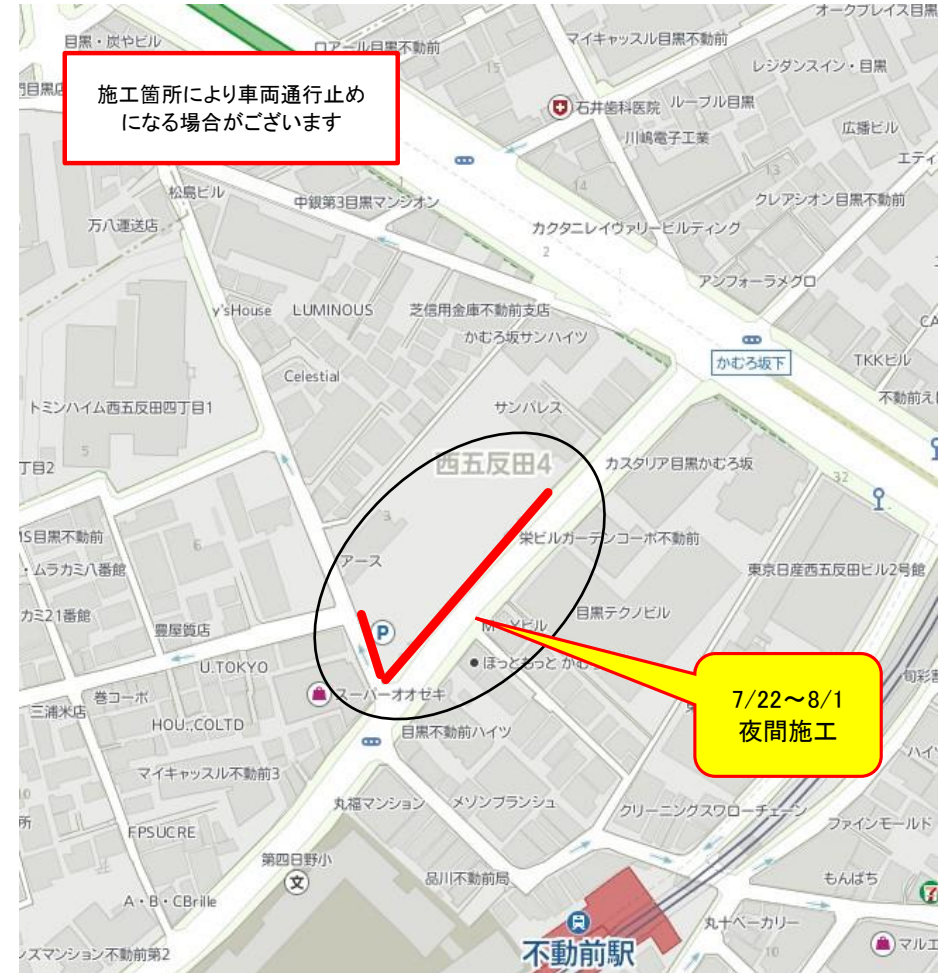 オークプレイス目黒
目黒・炭やビル
ロアール目黒不動前
マイキャッスル目黒不動前
15
レジダンスイン・目黒
施工箇所により車両通行止め
になる場合がございます
石井歯科医院
ルーブル目黒
川嶋電子工業
広播ビル
エティ
13
14
松島ビル
中銀第3目黒マンジオン
クレアシオン目黒不動前
万八運送店
カクタニレイヴァリービルディング
2
アンフォーラメグロ
y'sHouse
LUMINOUS
芝信用金庫不動前支店
CA
かむろ坂サンハイツ
かむろ坂下
TKKビル
Celestial
不動前え
トミンハイム西五反田四丁目1
サンパレス
5
丁目2
西五反田4
カスタリア目黒かむろ坂
32
3
MS目黒不動前
6
栄ビルガーデンコーポ不動前
・ムラカミ八番館
アース
東京日産西五反田ビル2号館
カミ21番館
目黒テクノビル
豊屋質店
P
M
Yビル
U.TOKYO
ほっともっと かむ
旬彩
巻コーポ
スーパーオオゼキ
7/22～8/1
夜間施工
三浦米店
HOU.,COLTD
目黒不動前ハイツ
ハイツ
マイキャッスル不動前3
10
丸福マンション
メゾンブランシュ
クリーニングスワローチェーン
所
FPSUCRE
ファインモールド
第四日野小
文
品川不動前局
もんぱち
A・B・CBrille
丸十ベーカリー
不動前駅
10
マルエ
ンズマンション不動前第2